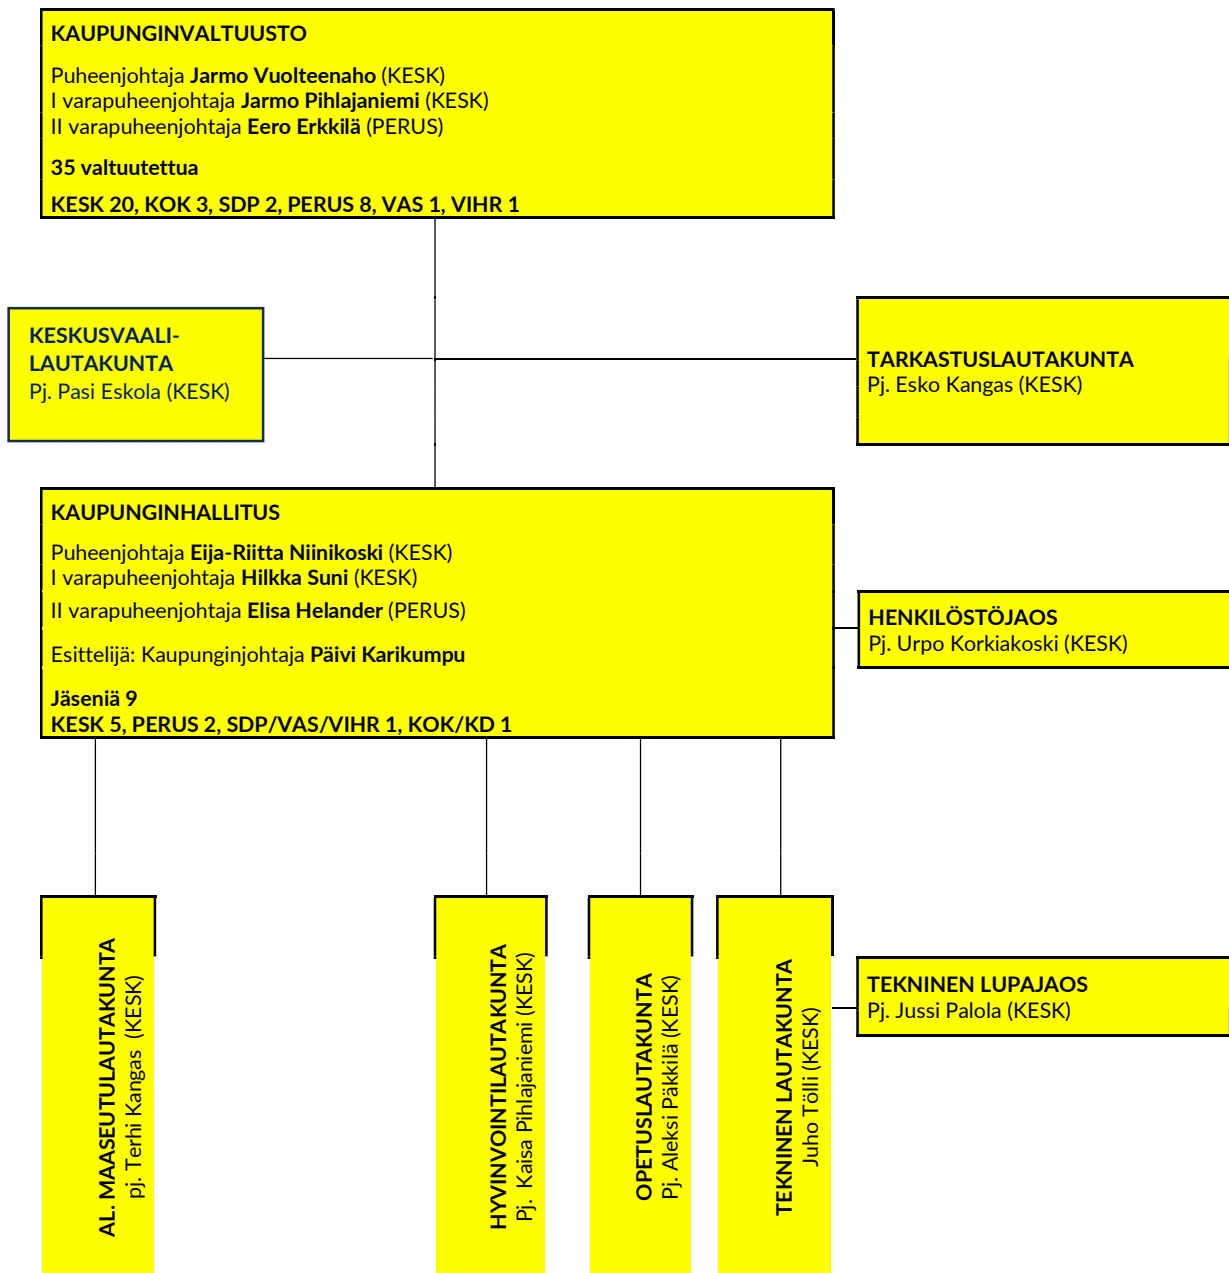 KAUPUNGINVALTUUSTO
Puheenjohtaja Jarmo Vuolteenaho (KESK)
I varapuheenjohtaja Jarmo Pihlajaniemi (KESK)
II varapuheenjohtaja Eero Erkkilä (PERUS)
35 valtuutettua
KESK 20, KOK 3, SDP 2, PERUS 8, VAS 1, VIHR 1
KESKUSVAALI-
LAUTAKUNTA
Pj. Pasi Eskola (KESK)
TARKASTUSLAUTAKUNTA
Pj. Esko Kangas (KESK)
KAUPUNGINHALLITUS
Puheenjohtaja Eija-Riitta Niinikoski (KESK)
I varapuheenjohtaja Hilkka Suni (KESK)
II varapuheenjohtaja Elisa Helander (PERUS)
Esittelijä: Kaupunginjohtaja Päivi Karikumpu
Jäseniä 9
KESK 5, PERUS 2, SDP/VAS/VIHR 1, KOK/KD 1
HENKILÖSTÖJAOS
Pj. Urpo Korkiakoski (KESK)
AL. MAASEUTULAUTAKUNTA
pj. Terhi Kangas (KESK)
HYVINVOINTILAUTAKUNTA
Pj. Kaisa Pihlajaniemi (KESK)
OPETUSLAUTAKUNTA
Pj. Aleksi Päkkilä (KESK)
TEKNINEN LAUTAKUNTA
Juho Tölli (KESK)
TEKNINEN LUPAJAOS
Pj. Jussi Palola (KESK)